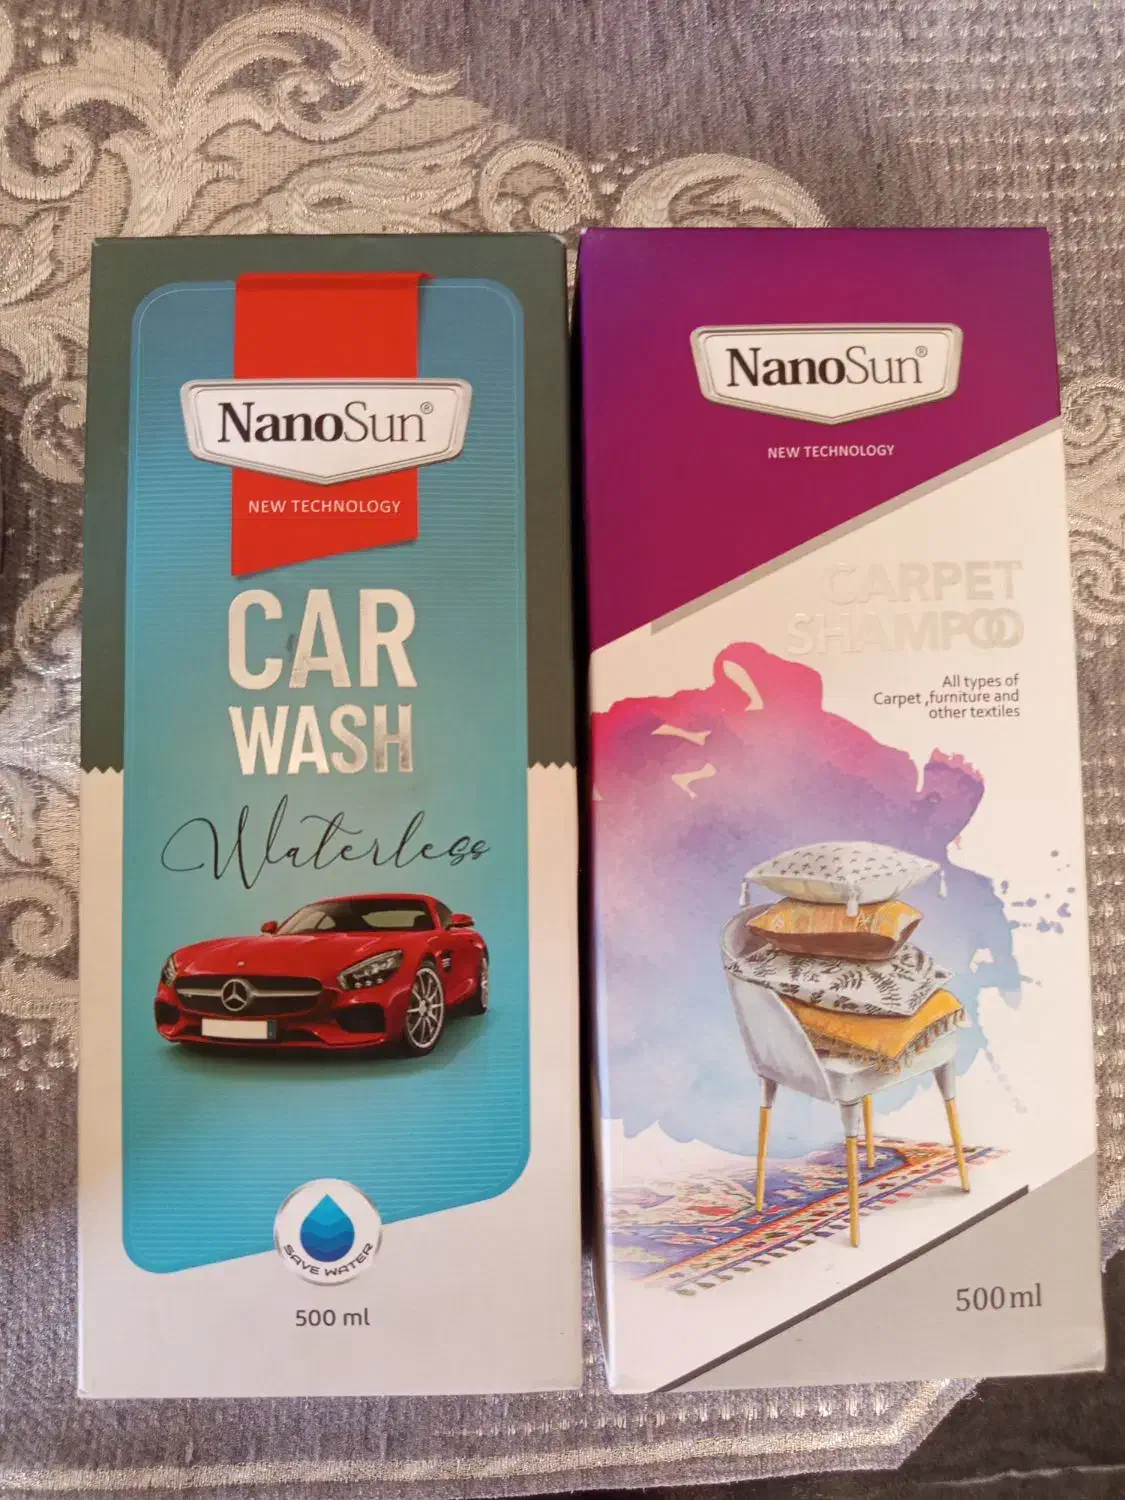 NanoSun®
NEW TECHNOLOGY
CAR
WASH
Waterless
SAVE WATER
500 ml
NanoSun®
NEW TECHNOLOGY
CARPET
SHAMPOO
All types of
Carpet ,furniture and
other textiles
500ml